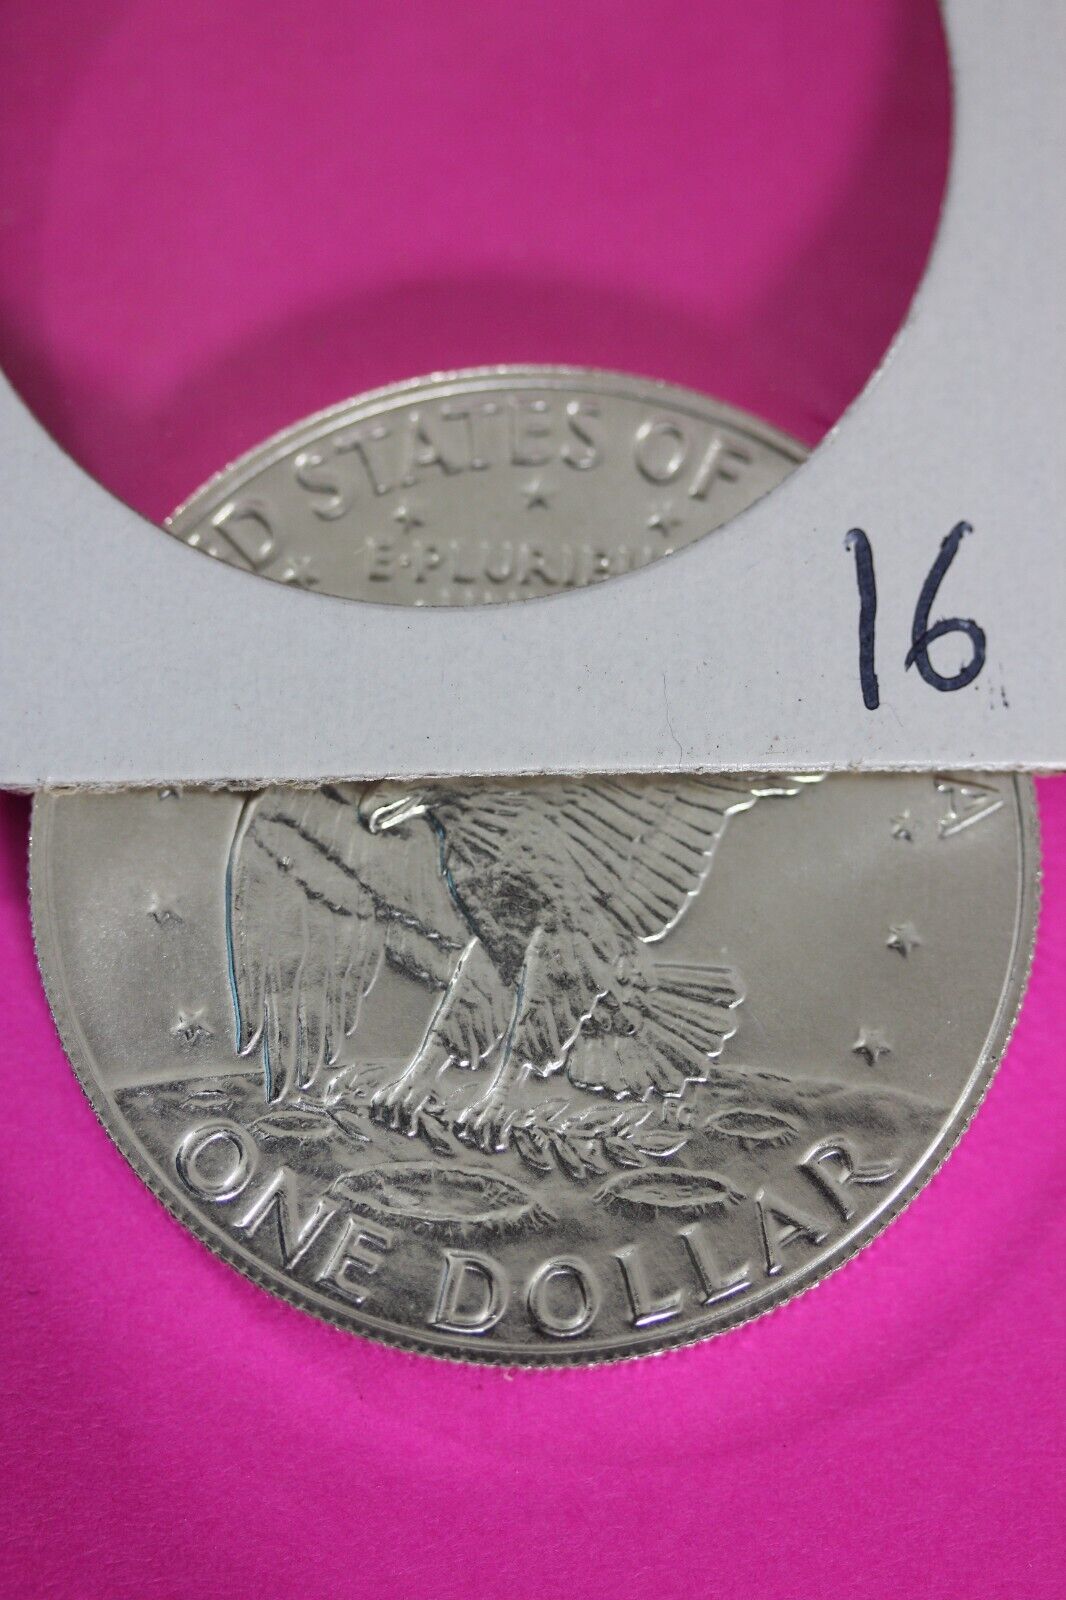 D STATES OF
E·PLURIBU
16
A
ONE DOLLAR